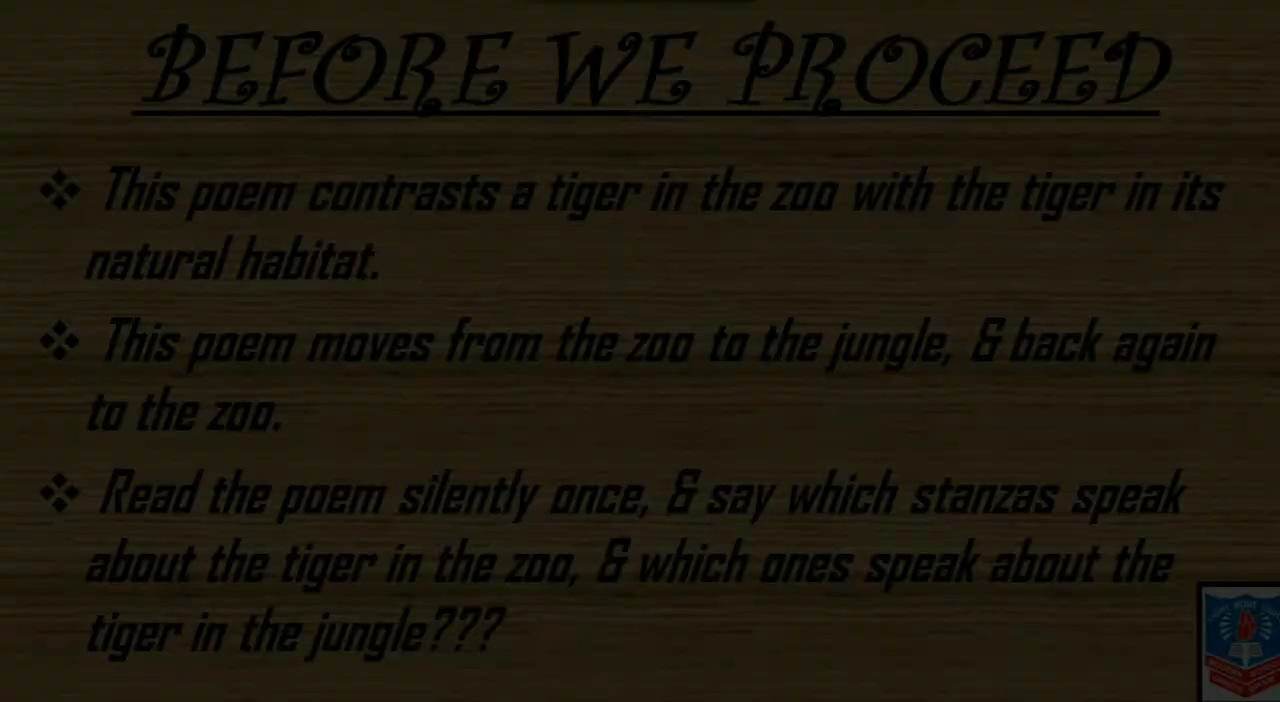 BEFORE WE PROCEED
❖ This poem contrasts a tiger in the zoo with the tiger in its
natural habitat.
❖ This poem moves from the zoo to the jungle, & back again
to the zoo.
❖ Read the poem silently once, & say which stanzas speak
about the tiger in the zoo, & which ones speak about the
tiger in the jungle???